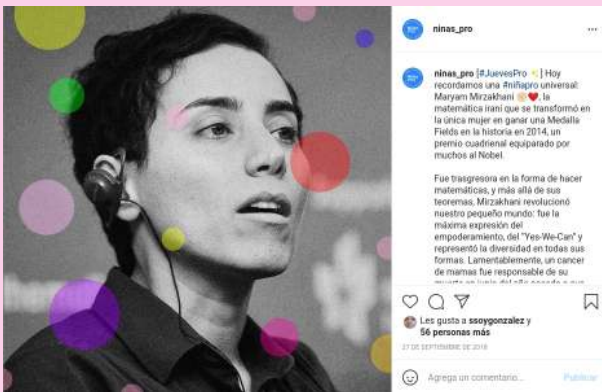 ninas_pro
ninas_pro [#JuevesPro ✨] Hoy
recordamos una #niñapro universal:
Maryam Mirzakhani ❤️, la
matemática iraní que se transformó en
la única mujer en ganar una Medalla
Fields en la historia en 2014, un
premio cuadrienal equiparado por
muchos al Nobel.
Fue trasgresora en la forma de hacer
matemáticas, y más allá de sus
teoremas, Mirzakhani revolucionó
nuestro pequeño mundo: fue la
máxima expresión del
empoderamiento, del "Yes-We-Can" y
representó la diversidad en todas sus
formas. Lamentablemente, un cancer
de mamas fue responsable de su
Les gusta a ssoygonzalez y
56 personas más
27 DE SEPTIEMBRE DE 2018
Agrega un comentario... Publicar